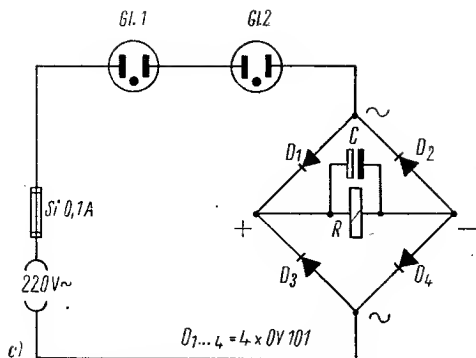 Gl.1
Gl.2
~
C
D1
D2
Si 0,1A
+
R
−
D3
D4
220V~
~
c)
D1...4 = 4 x OY 101